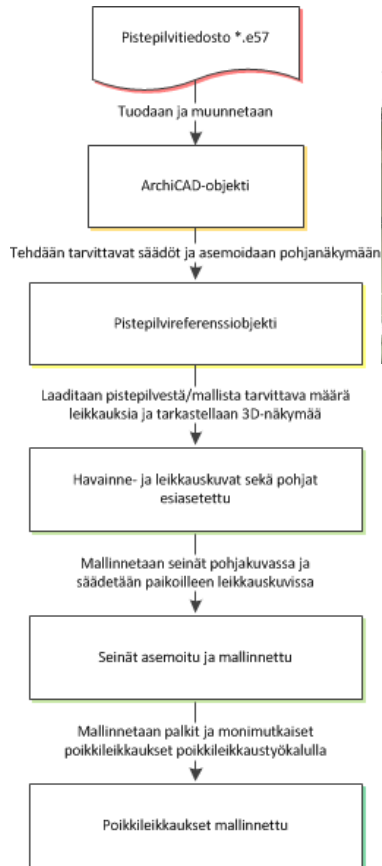 Pistepilvitiedosto *.e57
Tuodaan ja muunnetaan
ArchiCAD-objekti
Tehdään tarvittavat säädöt ja asemoidaan pohjanäkymään
Pistepilvireferenssiobjekti
Laaditaan pistepilvestä/mallista tarvittava määrä
leikkauksia ja tarkastellaan 3D-näkymää
Havainne- ja leikkauskuvat sekä pohjat
esiasetettu
Mallinnetaan seinät pohjakuvassa ja
säädetään paikoilleen leikkauskuvissa
Seinät asemoitu ja mallinnettu
Mallinnetaan palkit ja monimutkaiset
poikkileikkaukset poikkileikkaustyökalulla
Poikkileikkaukset mallinnettu